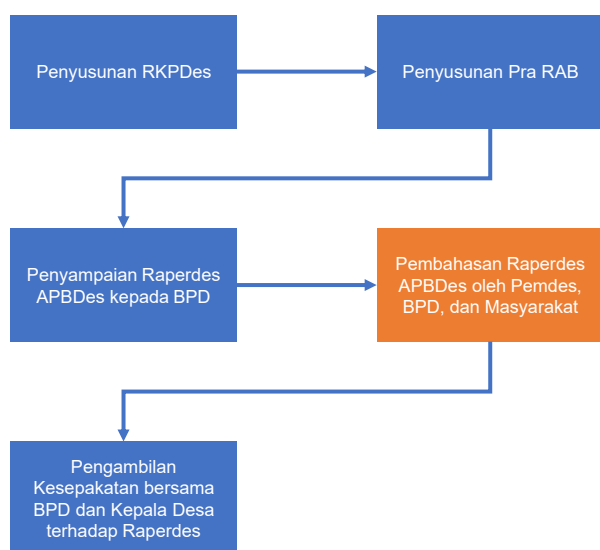 Penyusunan RKPDes
Penyusunan Pra RAB
Penyampaian Raperdes
APBDes kepada BPD
Pembahasan Raperdes
APBDes oleh Pemdes,
BPD, dan Masyarakat
Pengambilan
Kesepakatan bersama
BPD dan Kepala Desa
terhadap Raperdes